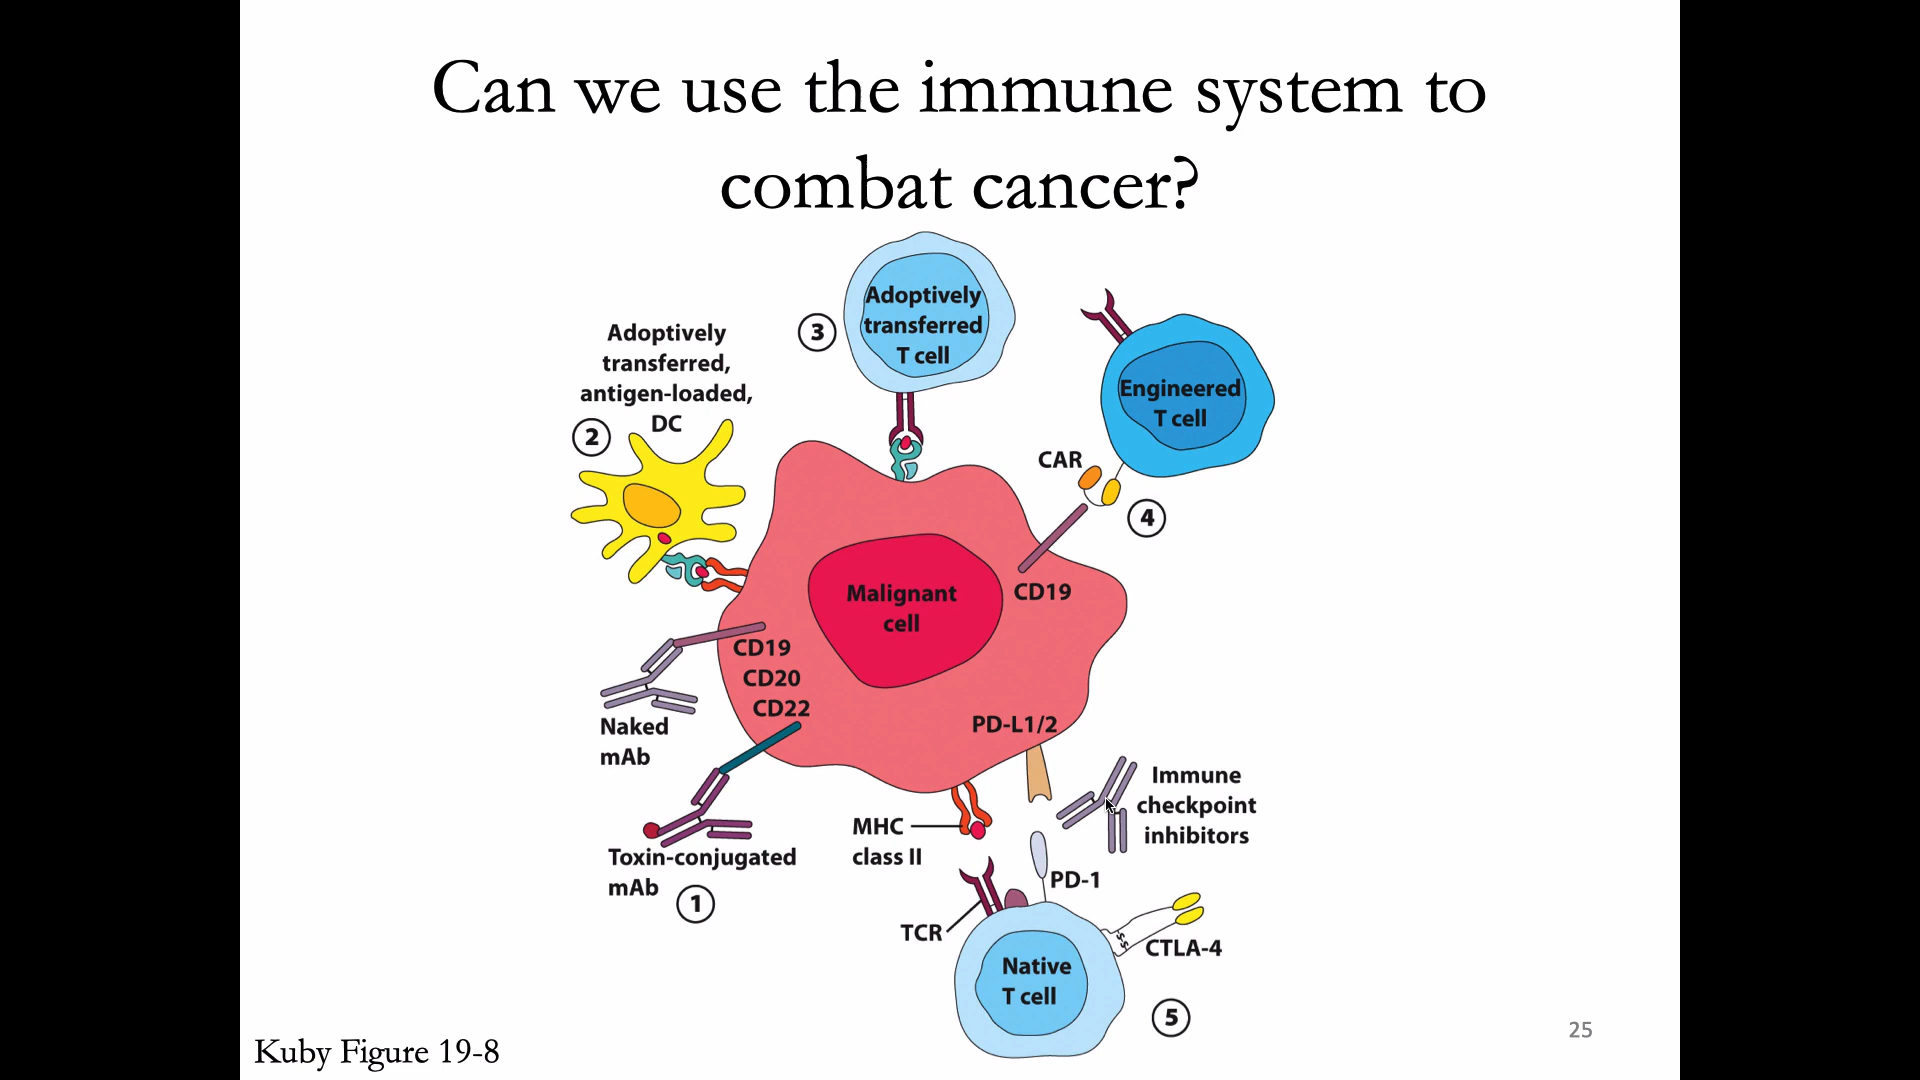 Can we use the immune system to
combat cancer?
Adoptively
transferred
T cell
3
Adoptively
transferred,
antigen-loaded,
DC
2
Engineered
T cell
CAR
4
Malignant
cell
CD19
CD19
CD20
CD22
Naked
mAb
Toxin-conjugated
mAb
1
PD-L1/2
Immune
checkpoint
inhibitors
MHC
class II
PD-1
TCR
S-S
CTLA-4
Native
T cell
5
Kuby Figure 19-8
25